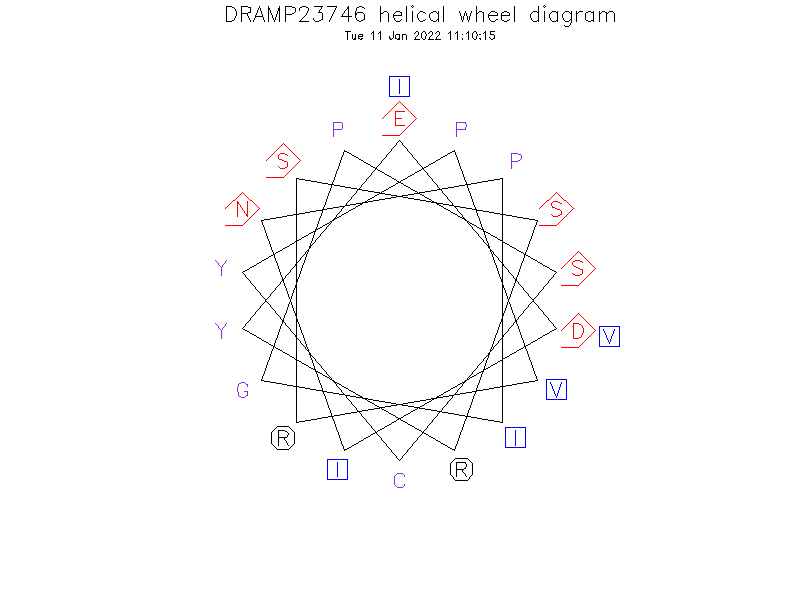 DRAMP23746 helical wheel diagram
Tue 11 Jan 2022 11:10:15
I
P E P
S P
N S
Y S
Y D V
G V
R I
I R
C